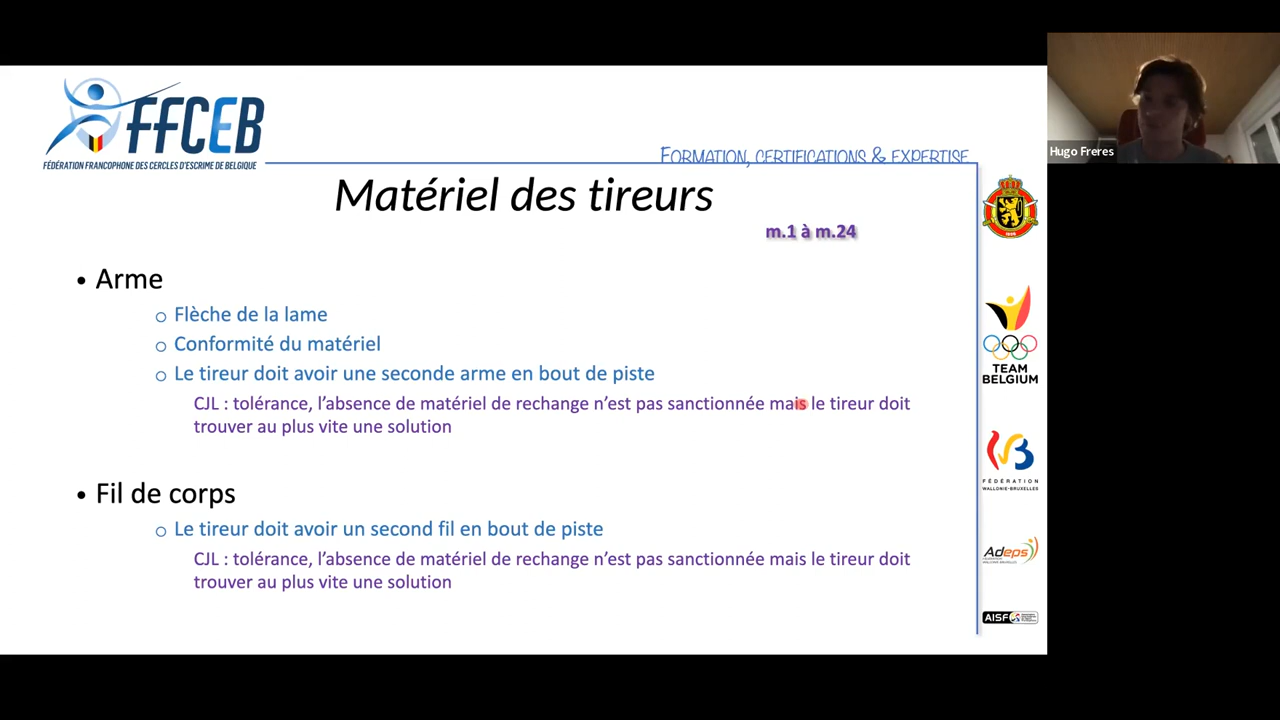 FFCEB
FÉDÉRATION FRANCOPHONE DES CERCLES D'ESCRIME DE BELGIQUE
FORMATION, CERTIFICATIONS & EXPERTISE
Matériel des tireurs
m.1 à m.24
• Arme
o Flèche de la lame
o Conformité du matériel
o Le tireur doit avoir une seconde arme en bout de piste
CJL : tolérance, l'absence de matériel de rechange n'est pas sanctionnée mais le tireur doit
trouver au plus vite une solution
• Fil de corps
o Le tireur doit avoir un second fil en bout de piste
CJL : tolérance, l'absence de matériel de rechange n'est pas sanctionnée mais le tireur doit
trouver au plus vite une solution
Hugo Freres
TEAM
BELGIUM
FÉDÉRATION
WALLONIE-BRUXELLES
Adeps
AISF